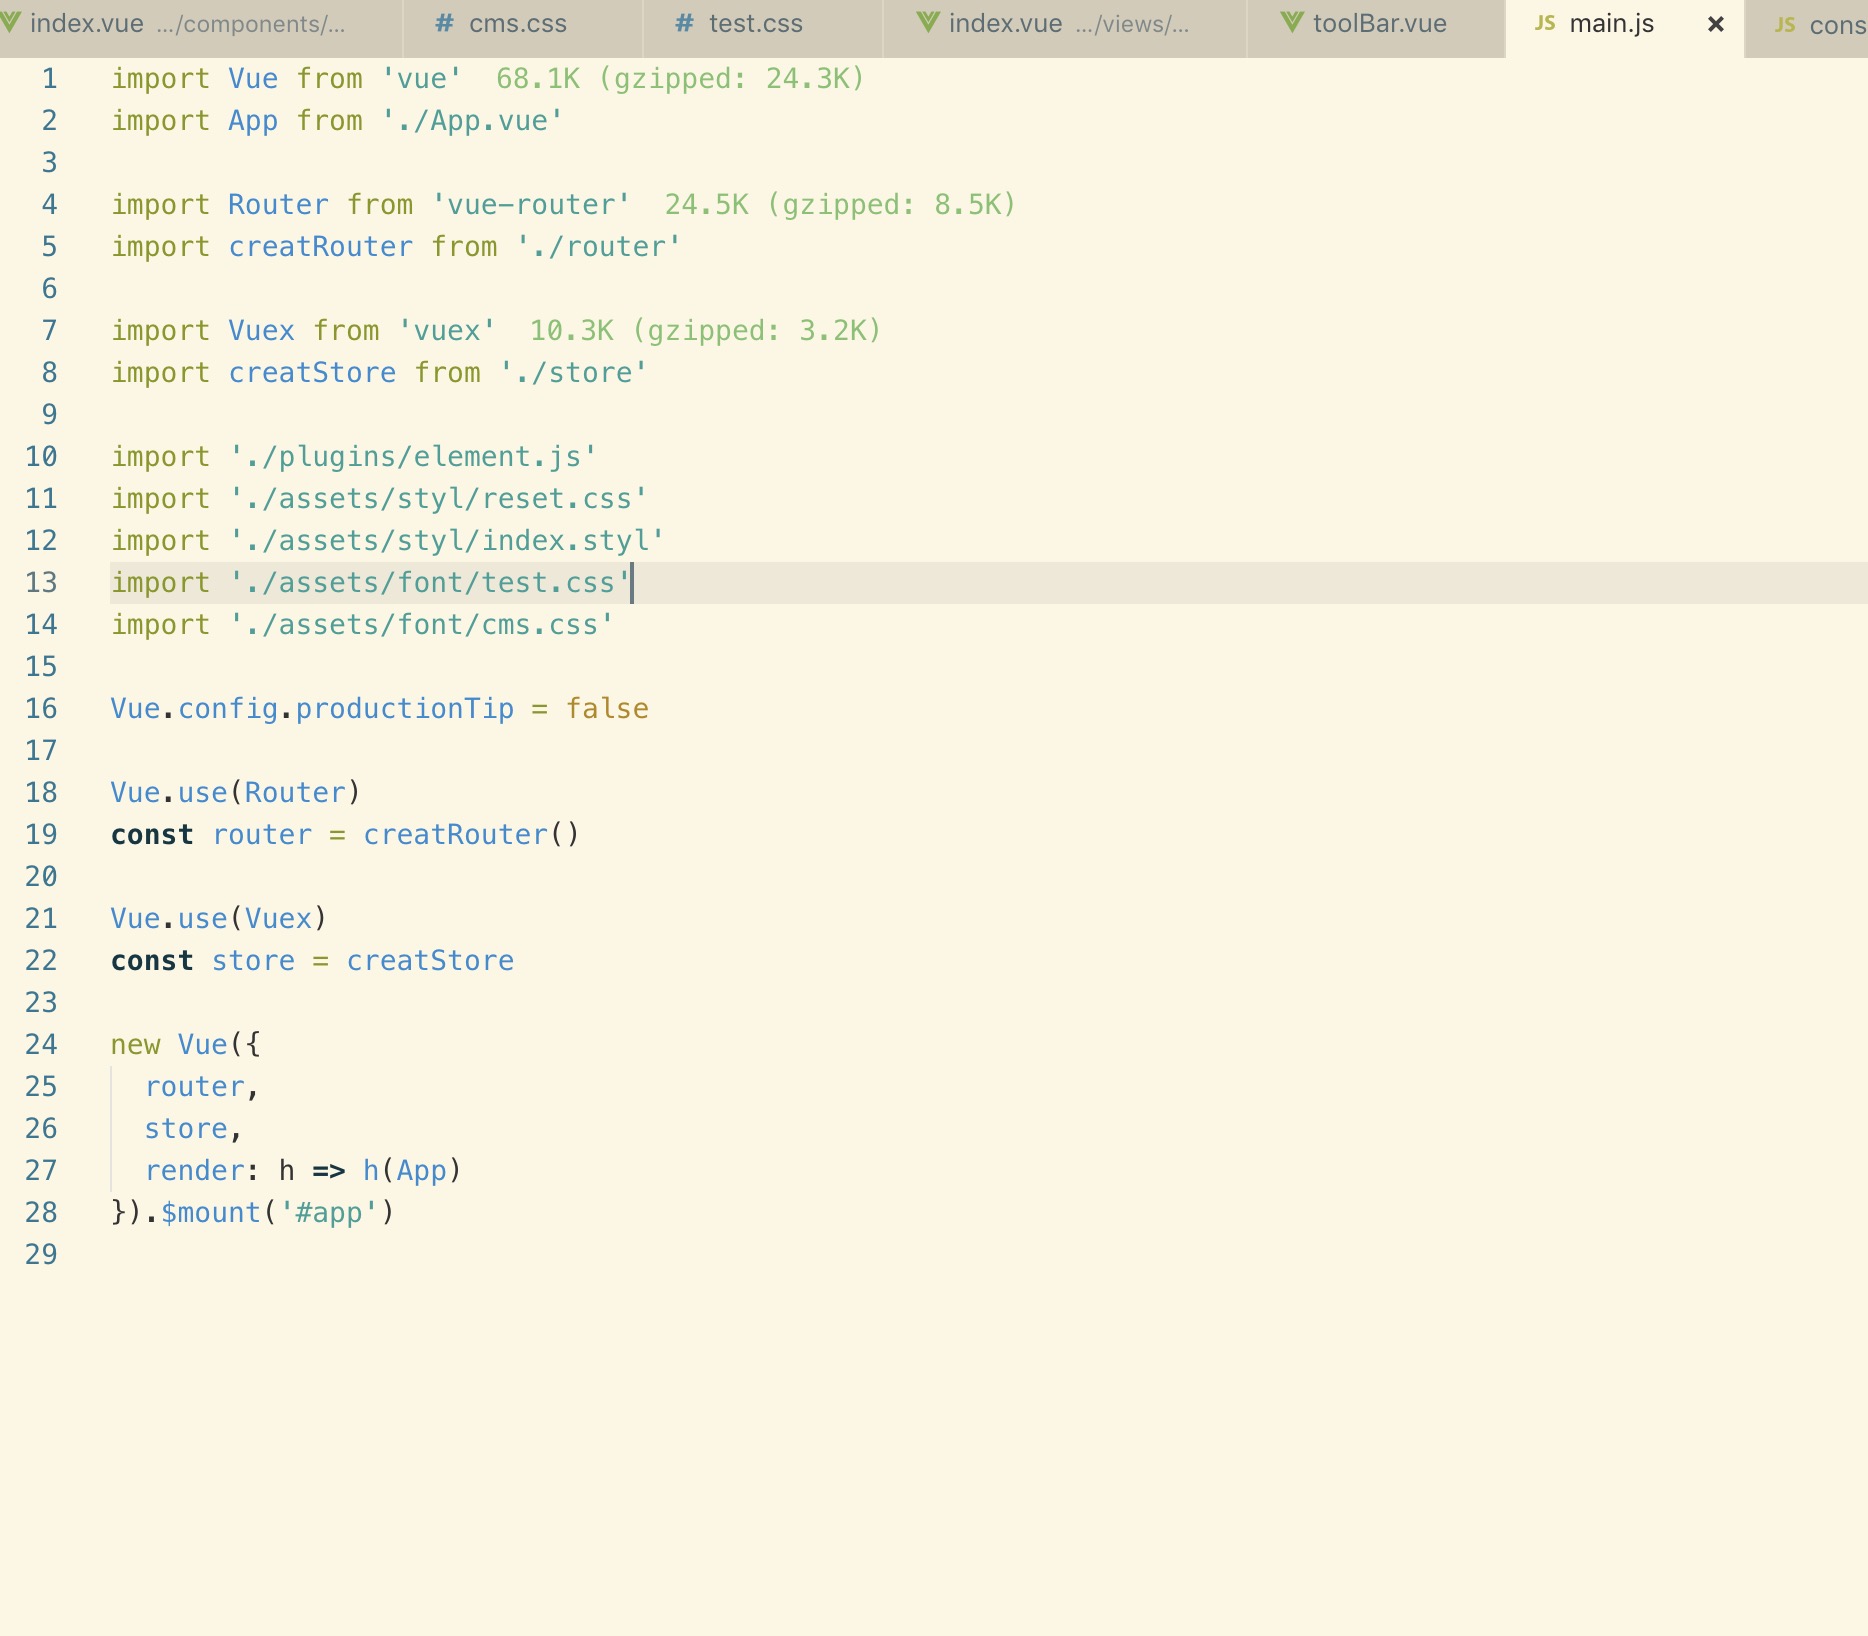 index.vue .../components/... # cms.css # test.css index.vue .../views/... toolBar.vue JS main.js × JS cons
1 import Vue from 'vue' 68.1K (gzipped: 24.3K)
2 import App from './App.vue'
3
4 import Router from 'vue-router' 24.5K (gzipped: 8.5K)
5 import creatRouter from './router'
6
7 import Vuex from 'vuex' 10.3K (gzipped: 3.2K)
8 import creatStore from './store'
9
10 import './plugins/element.js'
11 import './assets/styl/reset.css'
12 import './assets/styl/index.styl'
13 import './assets/font/test.css'
14 import './assets/font/cms.css'
15
16 Vue.config.productionTip = false
17
18 Vue.use(Router)
19 const router = creatRouter()
20
21 Vue.use(Vuex)
22 const store = creatStore
23
24 new Vue({
25   router,
26   store,
27   render: h => h(App)
28 }).$mount('#app')
29